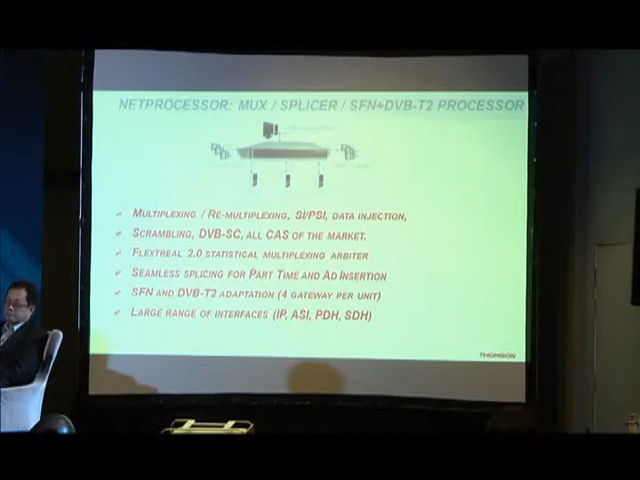 NETPROCESSOR: MUX / SPLICER / SFN+DVB-T2 PROCESSOR
MULTIPLEXING / RE-MULTIPLEXING, SI/PSI, DATA INJECTION,
SCRAMBLING, DVB-SC, ALL CAS OF THE MARKET.
FLEXTREAL 2.0 STATISTICAL MULTIPLEXING ARBITER
SEAMLESS SPLICING FOR PART TIME AND AD INSERTION
SFN AND DVB-T2 ADAPTATION (4 GATEWAY PER UNIT)
LARGE RANGE OF INTERFACES (IP, ASI, PDH, SDH)
THOMSON